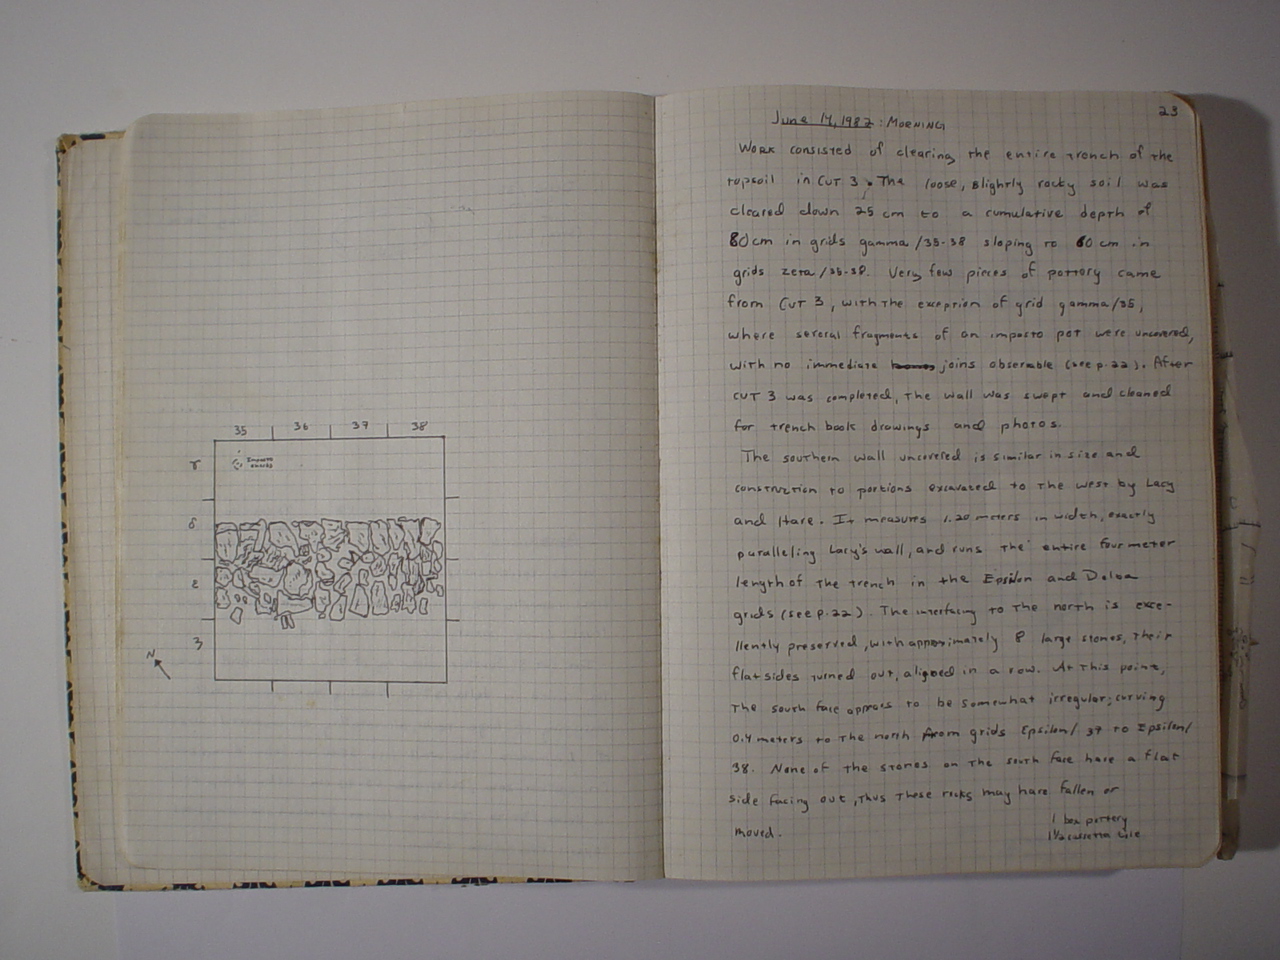 35 36 37 38
γ Impasto sherds
δ
ε
ζ
N
23
June 14, 1982: MORNING
Work consisted of clearing the entire trench of the
topsoil in CUT 3. The loose, slightly rocky soil was
cleared down 25 cm to a cumulative depth of
80 cm in grids gamma/35-38 sloping to 60 cm in
grids zeta/35-38. Very few pieces of pottery came
from CUT 3, with the exception of grid gamma/35,
where several fragments of an impasto pot were uncovered,
with no immediate joins observable (see p. 22). After
CUT 3 was completed, the wall was swept and cleaned
for trench book drawings and photos.
The southern wall uncovered is similar in size and
construction to portions excavated to the west by Lacy
and Hare. It measures 1.20 meters in width, exactly
paralleling Lacy's wall, and runs the entire four meter
length of the trench in the Epsilon and Delta
grids (see p. 22). The interfacing to the north is exce-
llently preserved, with approximately 8 large stones, their
flat sides turned out, aligned in a row. At this point,
the south face appears to be somewhat irregular; curving
0.4 meters to the north from grids Epsilon/37 to Epsilon/
38. None of the stones on the south face have a flat
side facing out, thus these rocks may have fallen or
moved.
1 box pottery
1 1/2 cassetta tile